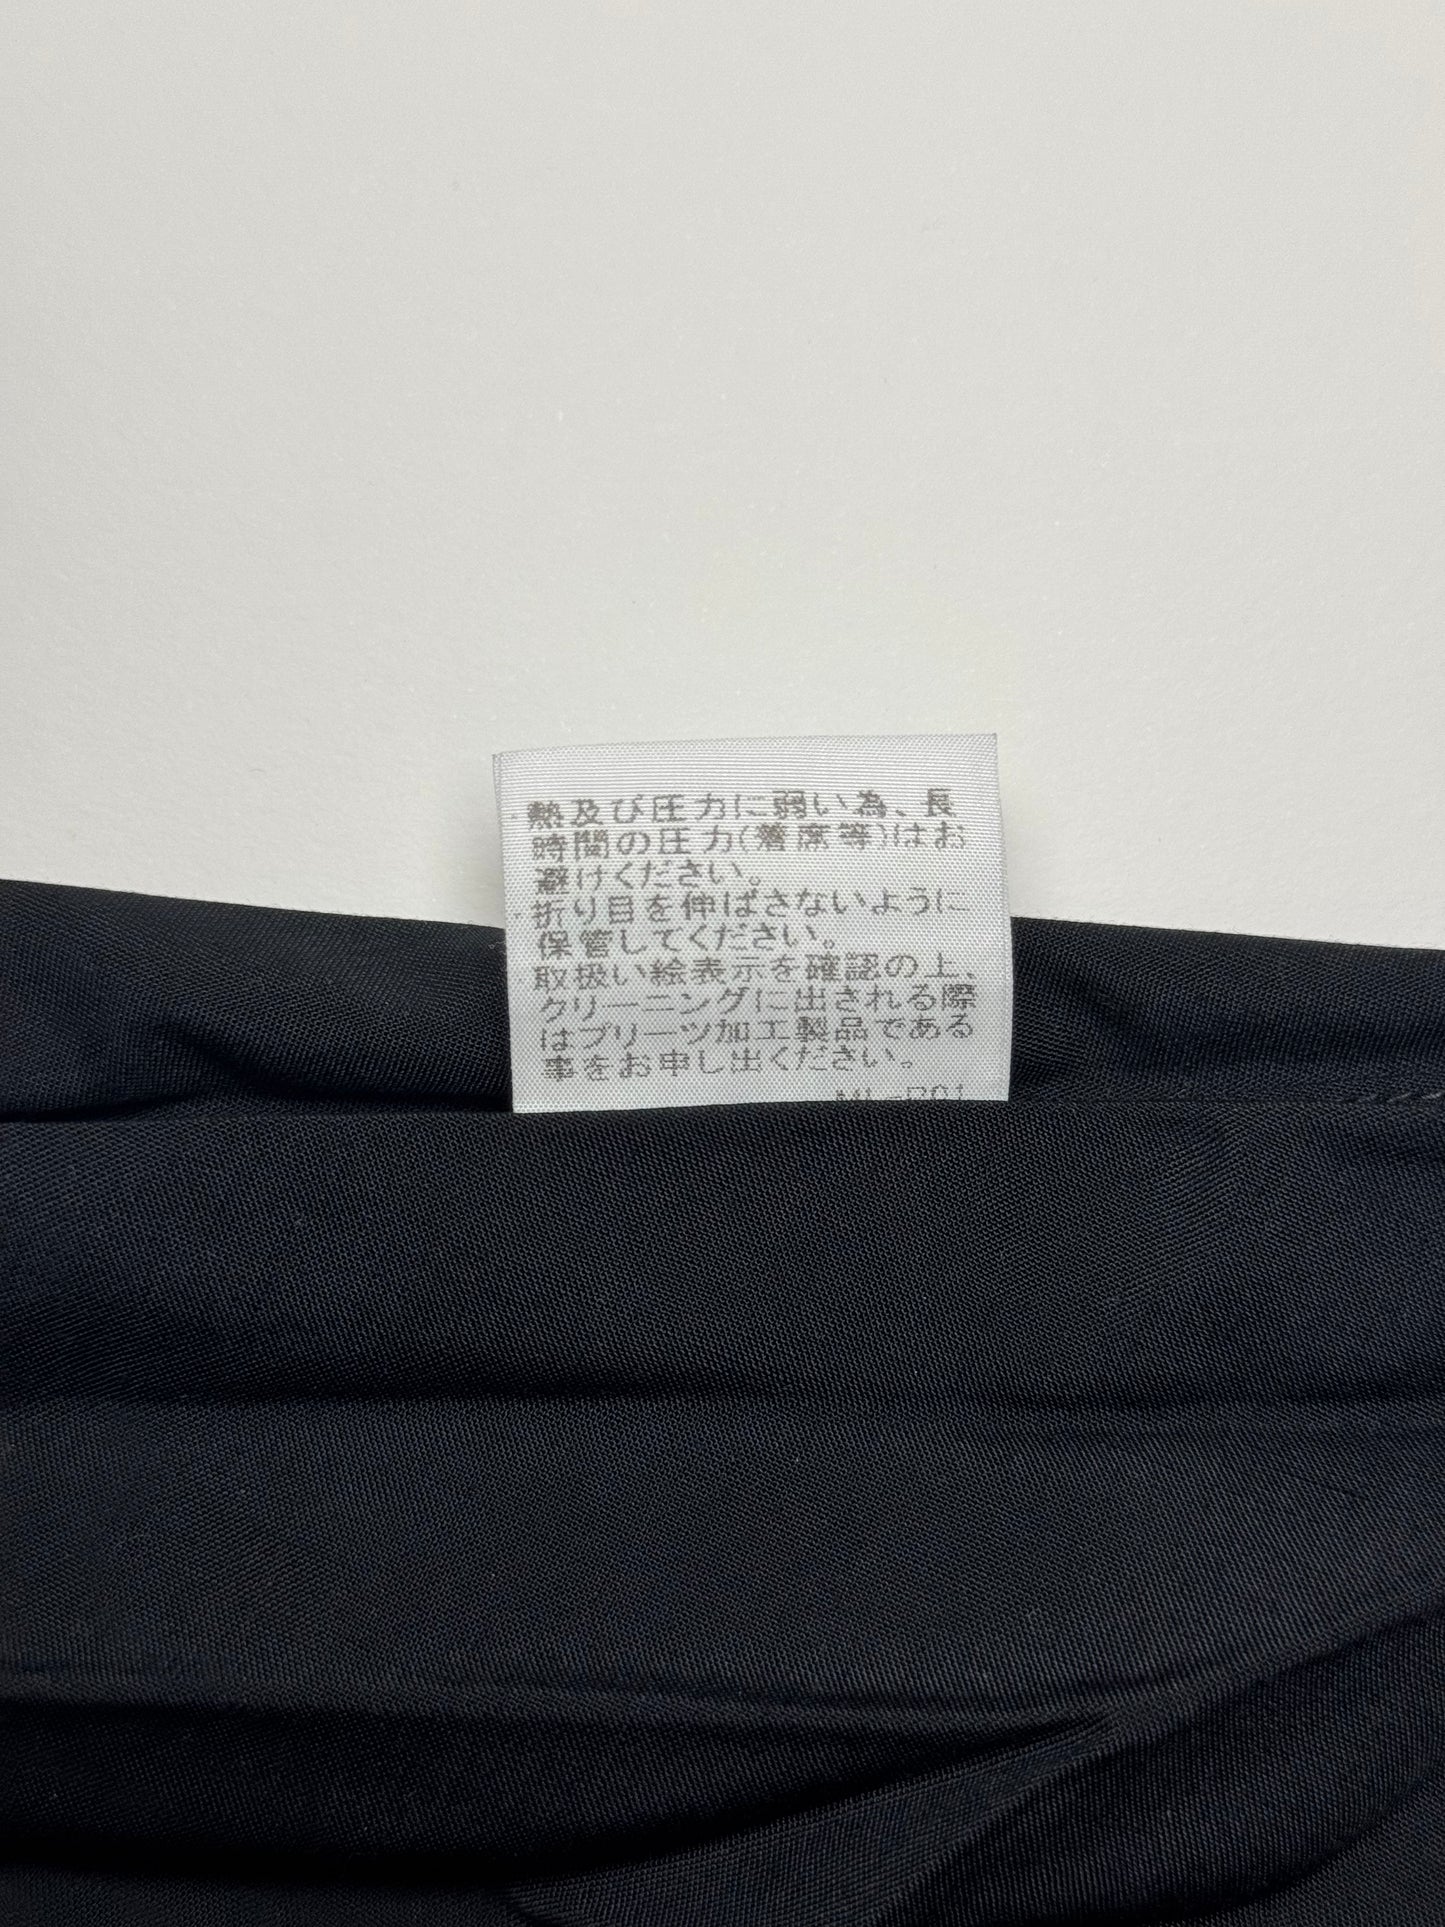 熱及び圧力に弱い為、長
時間の圧力(着席等)はお
避けください。
折り目を伸ばさないように
保管してください。
取扱い絵表示を確認の上、
クリーニングに出される際
はプリーツ加工製品である
事をお申し出ください。